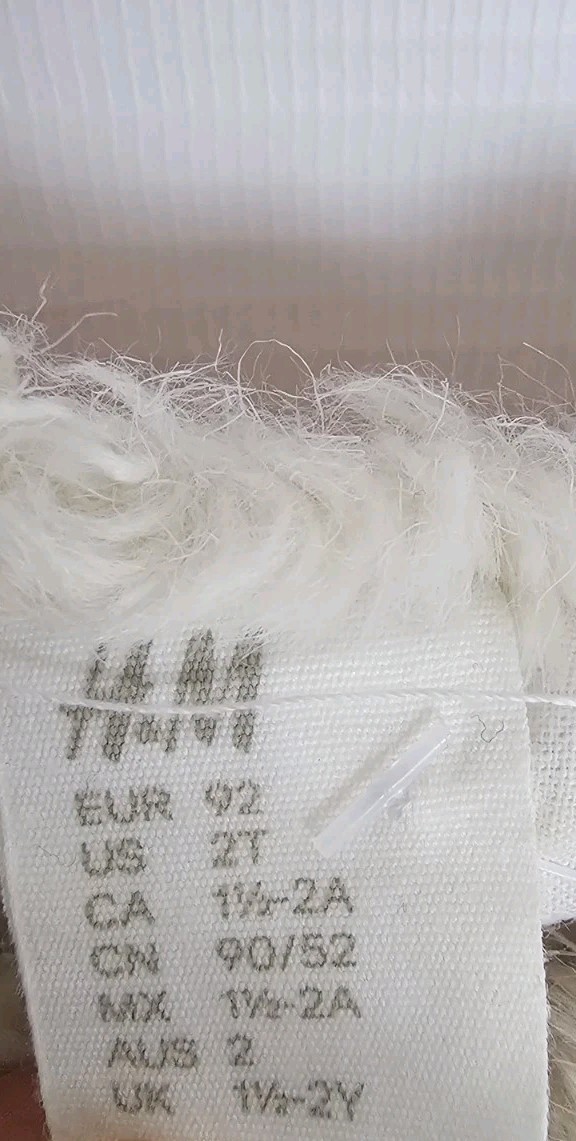 H&M
EUR 92
US 2T
CA 1½-2A
CN 90/52
MX 1½-2A
AUS 2
UK 1½-2Y